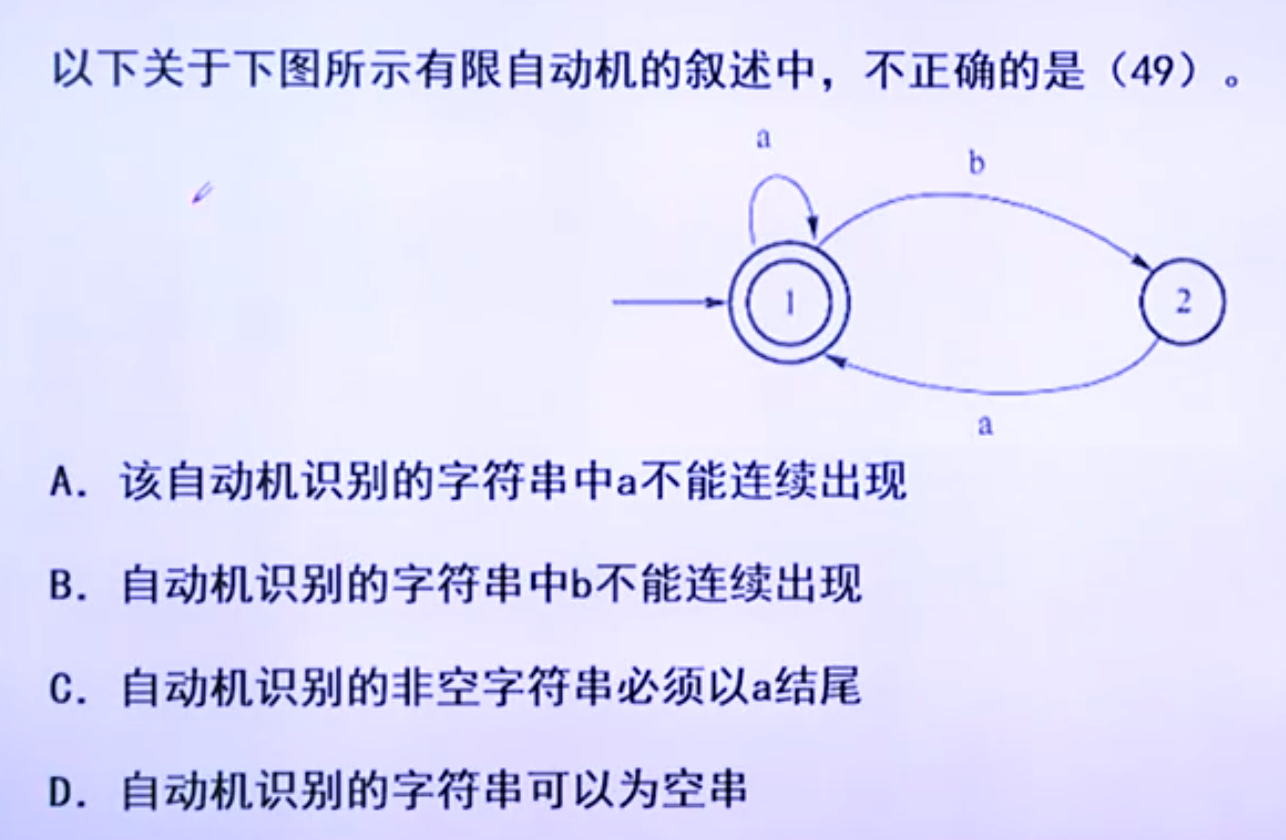 以下关于下图所示有限自动机的叙述中，不正确的是（49）。
a
b
1
2
a
A. 该自动机识别的字符串中a不能连续出现
B. 自动机识别的字符串中b不能连续出现
C. 自动机识别的非空字符串必须以a结尾
D. 自动机识别的字符串可以为空串